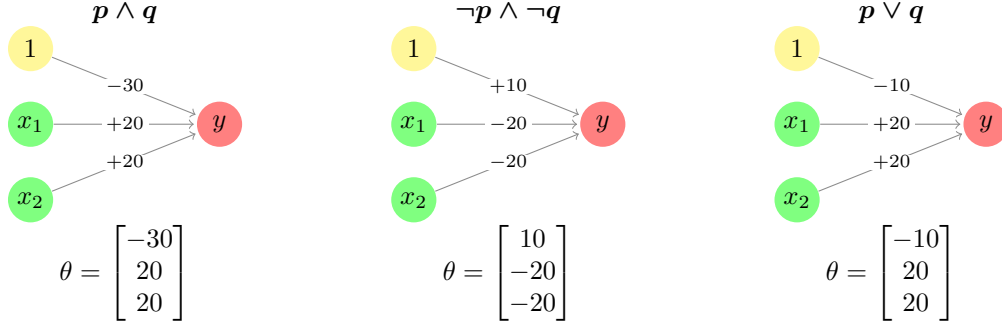 p ∧ q
1
−30
x₁
+20
y
x₂
+20
θ = [−30
20
20]
¬p ∧ ¬q
1
+10
x₁
−20
y
x₂
−20
θ = [10
−20
−20]
p ∨ q
1
−10
x₁
+20
y
x₂
+20
θ = [−10
20
20]